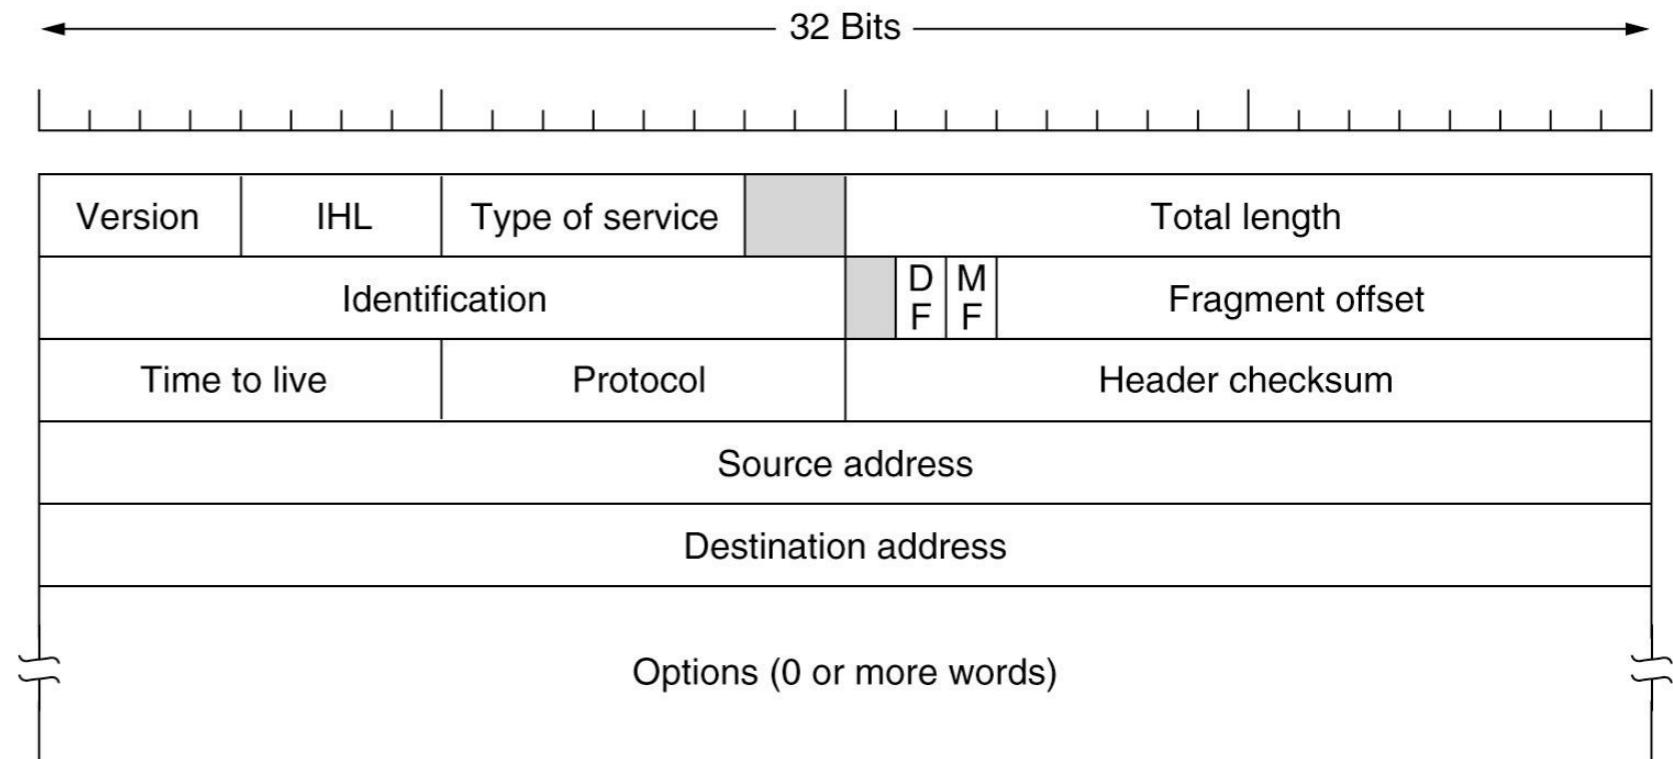 32 Bits
Version IHL Type of service Total length
Identification D F M F Fragment offset
Time to live Protocol Header checksum
Source address
Destination address
Options (0 or more words)